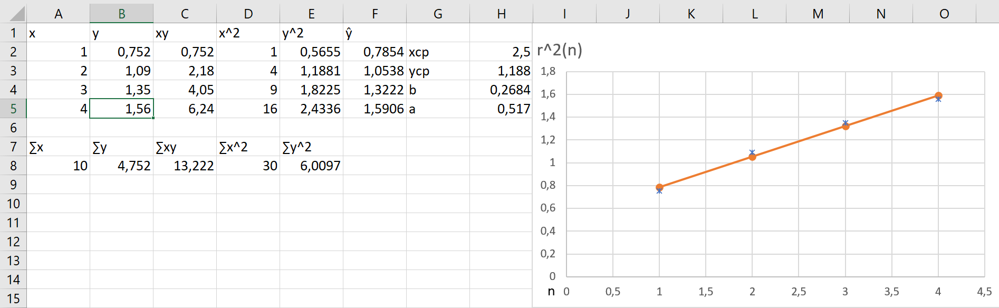 A B C D E F G H I J K L M N O
1 x y xy x^2 y^2 ŷ
2 1 0,752 0,752 1 0,5655 0,7854 xcp 2,5
3 2 1,09 2,18 4 1,1881 1,0538 ycp 1,188
4 3 1,35 4,05 9 1,8225 1,3222 b 0,2684
5 4 1,56 6,24 16 2,4336 1,5906 a 0,517
6
7 ∑x ∑y ∑xy ∑x^2 ∑y^2
8 10 4,752 13,222 30 6,0097
9
10
11
12
13
14
15
r^2(n)
1,8
1,6
1,4
1,2
1
0,8
0,6
0,4
0,2
0
n 0 0,5 1 1,5 2 2,5 3 3,5 4 4,5